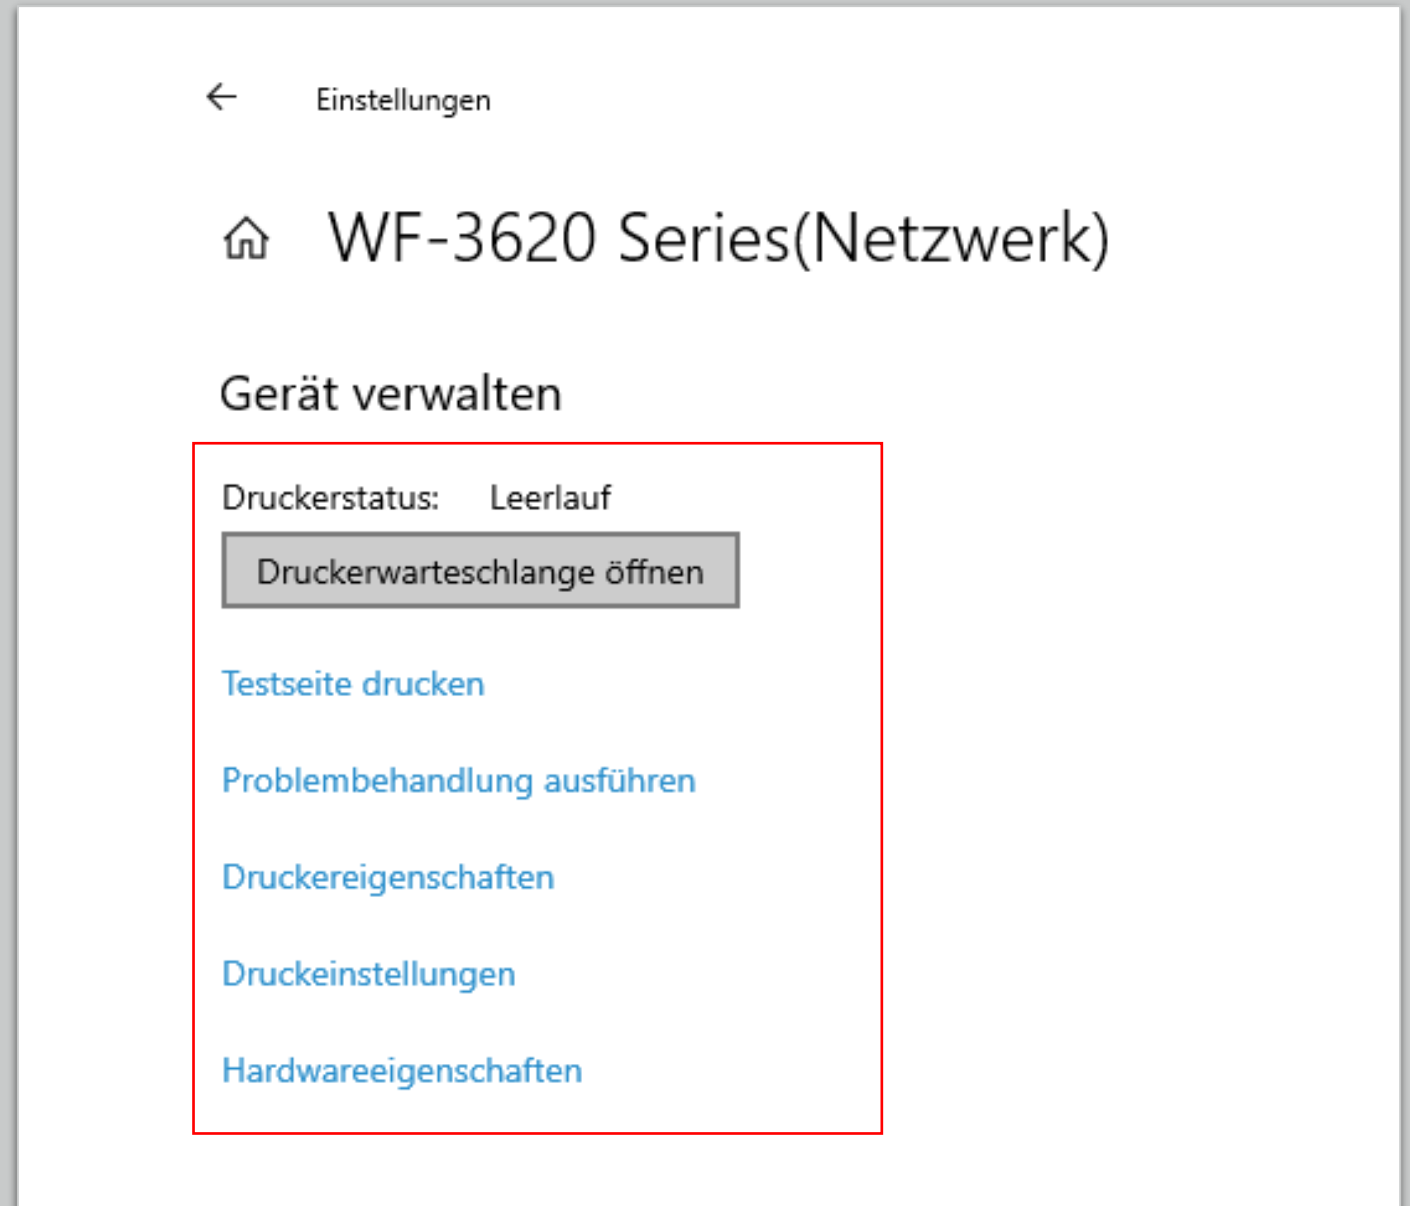 Einstellungen
WF-3620 Series(Netzwerk)
Gerät verwalten
Druckerstatus: Leerlauf
Druckerwarteschlange öffnen
Testseite drucken
Problembehandlung ausführen
Druckereigenschaften
Druckeinstellungen
Hardwareeigenschaften